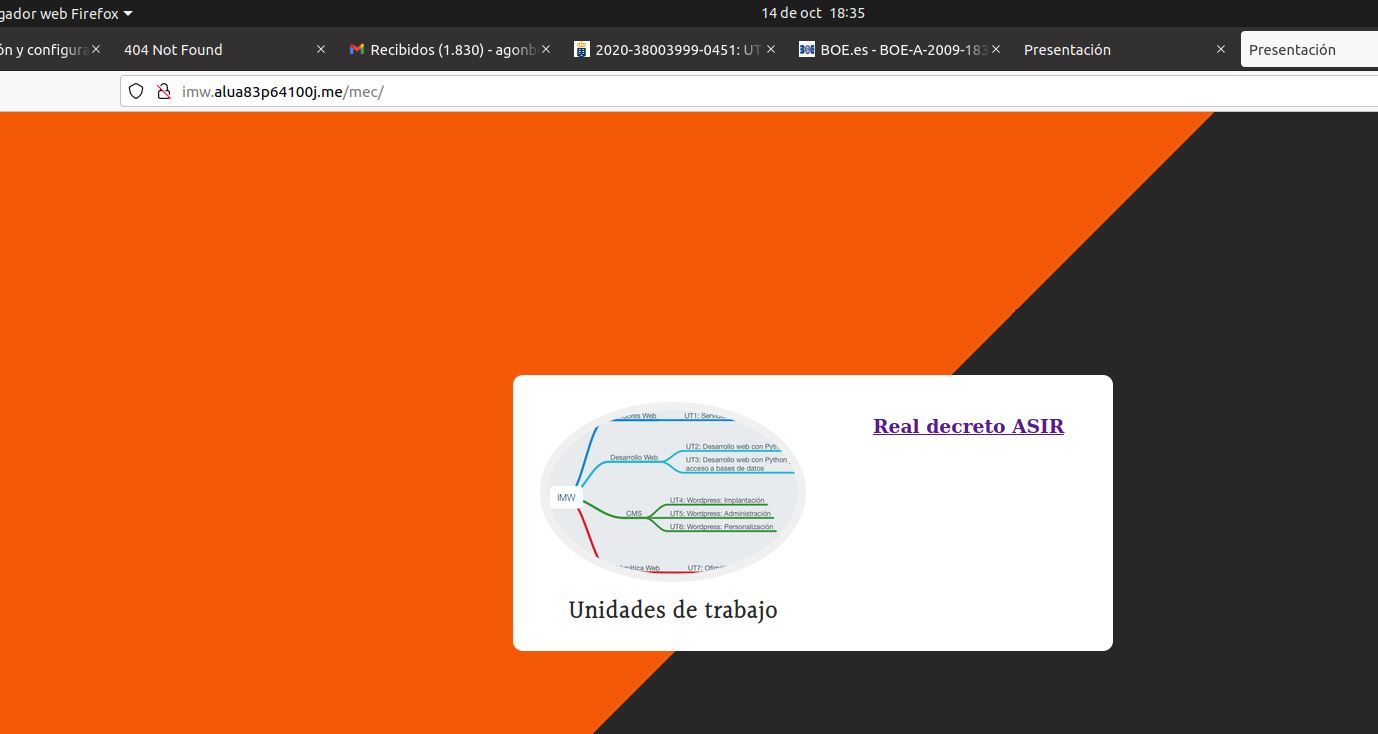 gador web Firefox
14 de oct 18:35
ón y configura
404 Not Found
Recibidos (1.830) - agonb
2020-38003999-0451: UT
BOE.es - BOE-A-2009-183
Presentación
Presentación
imw.alua83p64100j.me/mec/
ores Web
UT1: Servic
Desarrollo Web
UT2: Desarrollo web con Pyth
UT3: Desarrollo web con Python
acceso a bases de datos
IMW
CMS
UT4: Wordpress: Implantación
UT5: Wordpress: Administración
UT6: Wordpress: Personalización
mática Web
UT7: Ofimá
Unidades de trabajo
Real decreto ASIR